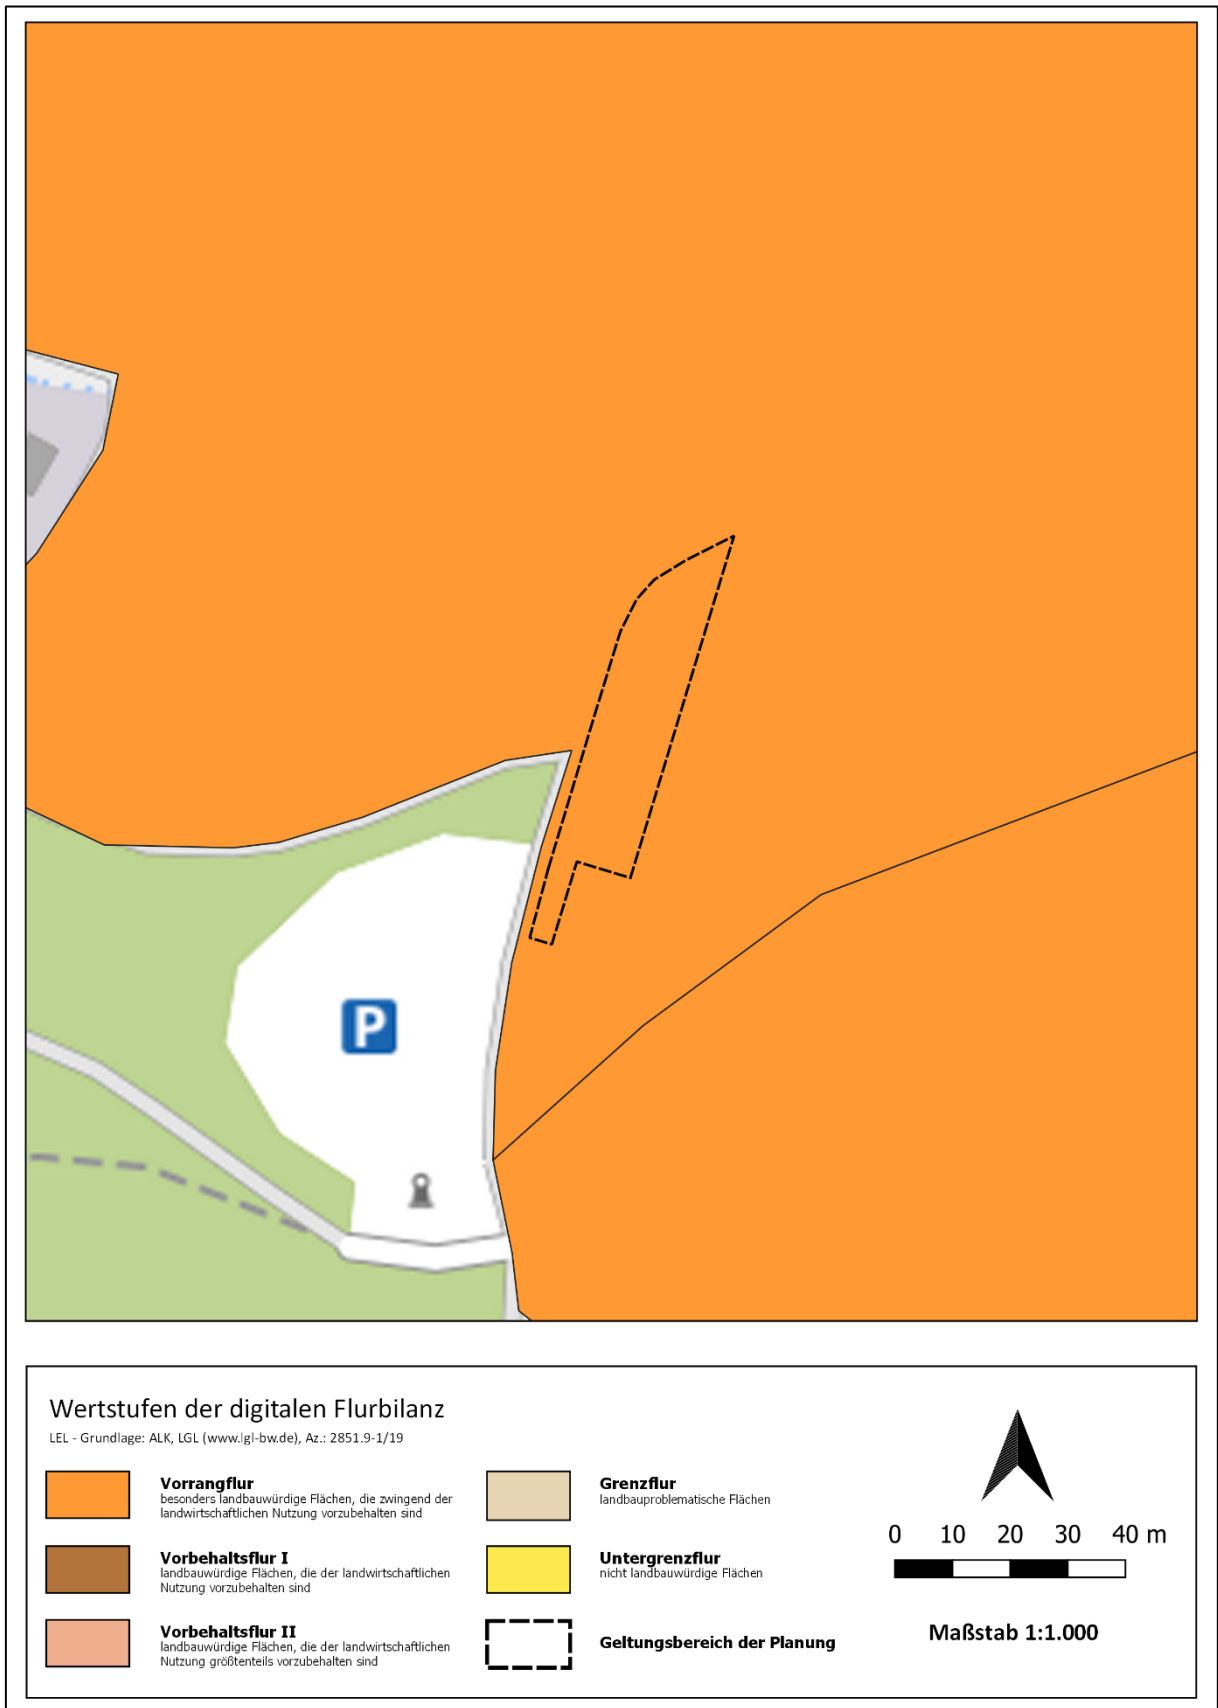 P
Wertstufen der digitalen Flurbilanz
LEL - Grundlage: ALK, LGL (www.lgl-bw.de), Az.: 2851.9-1/19
Vorrangflur
besonders landbauwürdige Flächen, die zwingend der
landwirtschaftlichen Nutzung vorzubehalten sind
Vorbehaltsflur I
landbauwürdige Flächen, die der landwirtschaftlichen
Nutzung vorzubehalten sind
Vorbehaltsflur II
landbauwürdige Flächen, die der landwirtschaftlichen
Nutzung größtenteils vorzubehalten sind
Grenzflur
landbauproblematische Flächen
Untergrenzflur
nicht landbauwürdige Flächen
Geltungsbereich der Planung
0 10 20 30 40 m
Maßstab 1:1.000